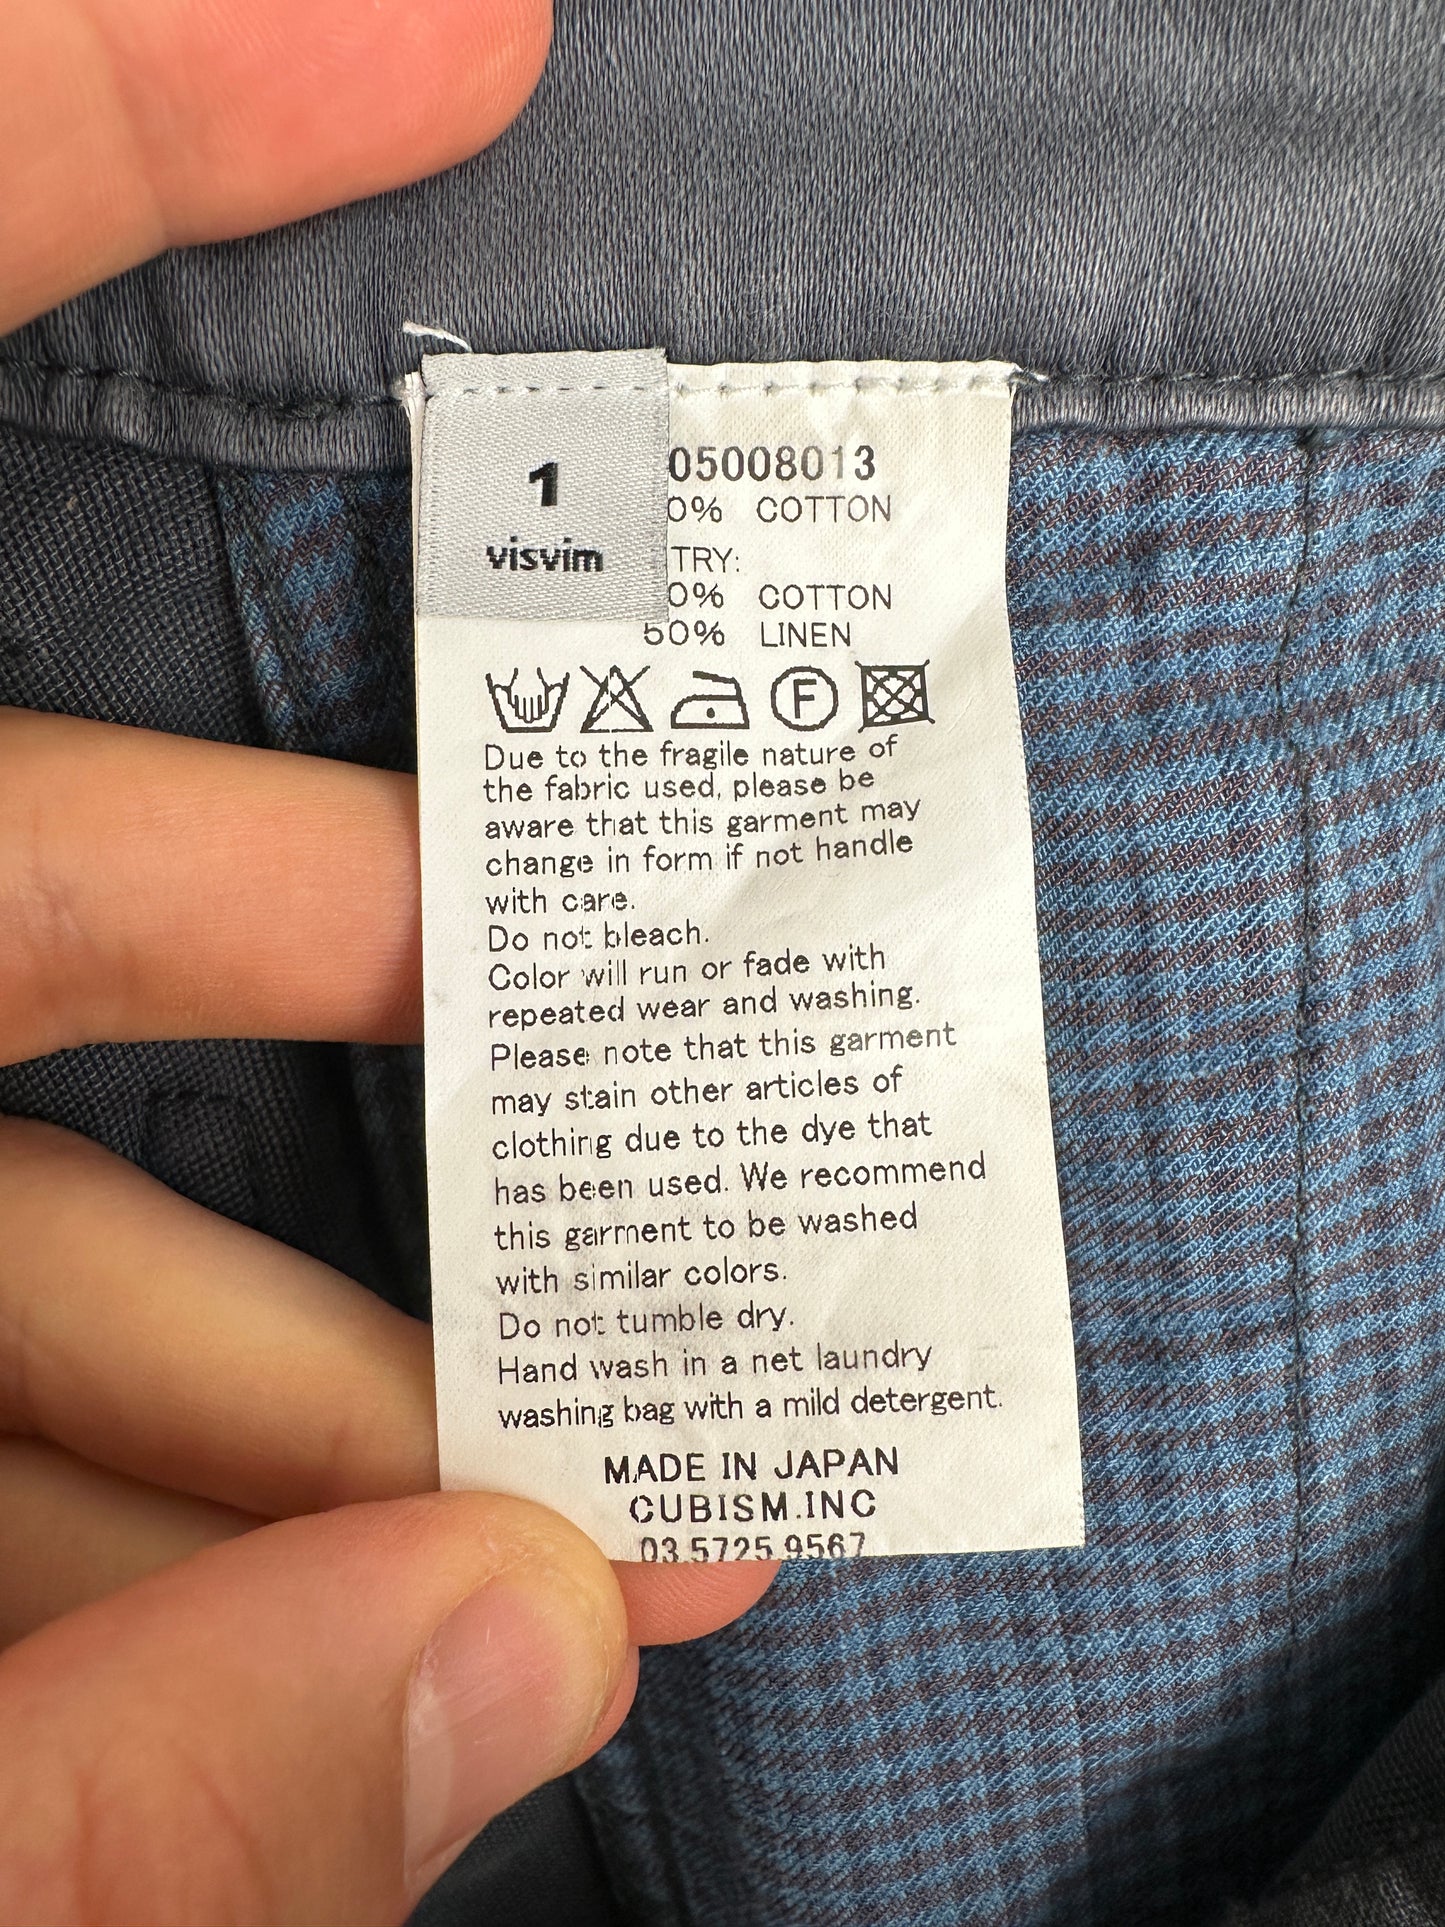 1
visvim
05008013
0% COTTON
TRY:
0% COTTON
50% LINEN
F
Due to the fragile nature of
the fabric used, please be
aware that this garment may
change in form if not handle
with care.
Do not bleach.
Color will run or fade with
repeated wear and washing.
Please note that this garment
may stain other articles of
clothing due to the dye that
has been used. We recommend
this garment to be washed
with similar colors.
Do not tumble dry.
Hand wash in a net laundry
washing bag with a mild detergent.
MADE IN JAPAN
CUBISM.INC
03 5725 9567